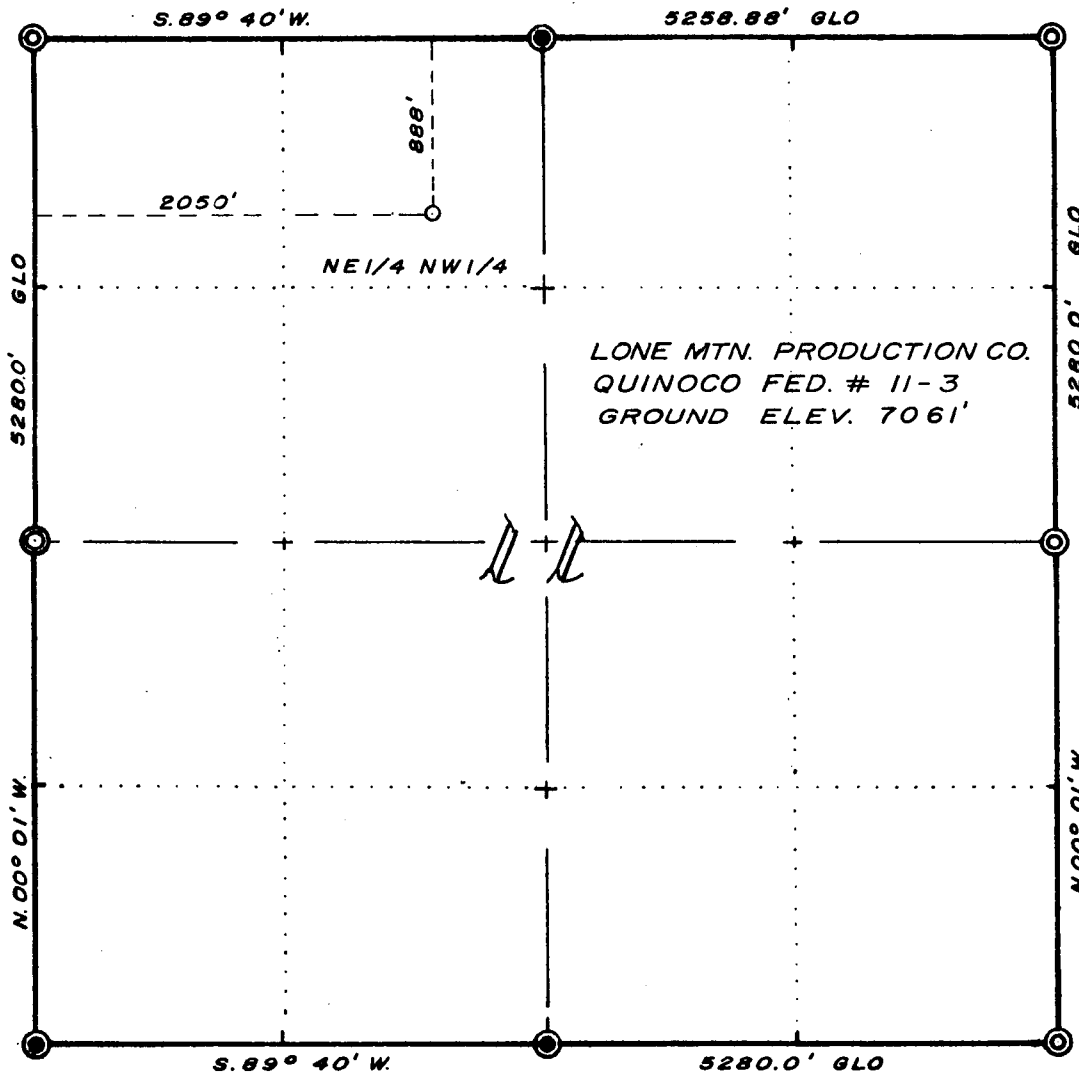 S. 89° 40' W. 5258.88' GLO
888'
2050'
NE1/4 NW1/4
5280.0' GLO
5280.0' GLO
LONE MTN. PRODUCTION CO.
QUINOCO FED. # 11-3
GROUND ELEV. 7061'
11
N. 00° 01' W.
N. 00° 01' W.
S. 89° 40' W. 5280.0' GLO